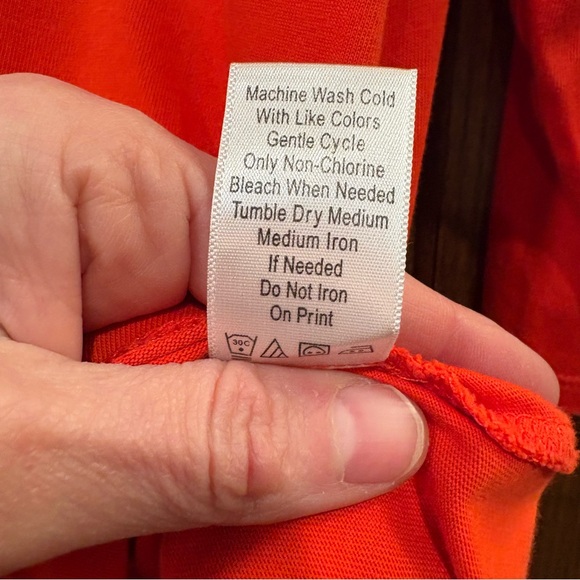 Machine Wash Cold
With Like Colors
Gentle Cycle
Only Non-Chlorine
Bleach When Needed
Tumble Dry Medium
Medium Iron
If Needed
Do Not Iron
On Print
30C